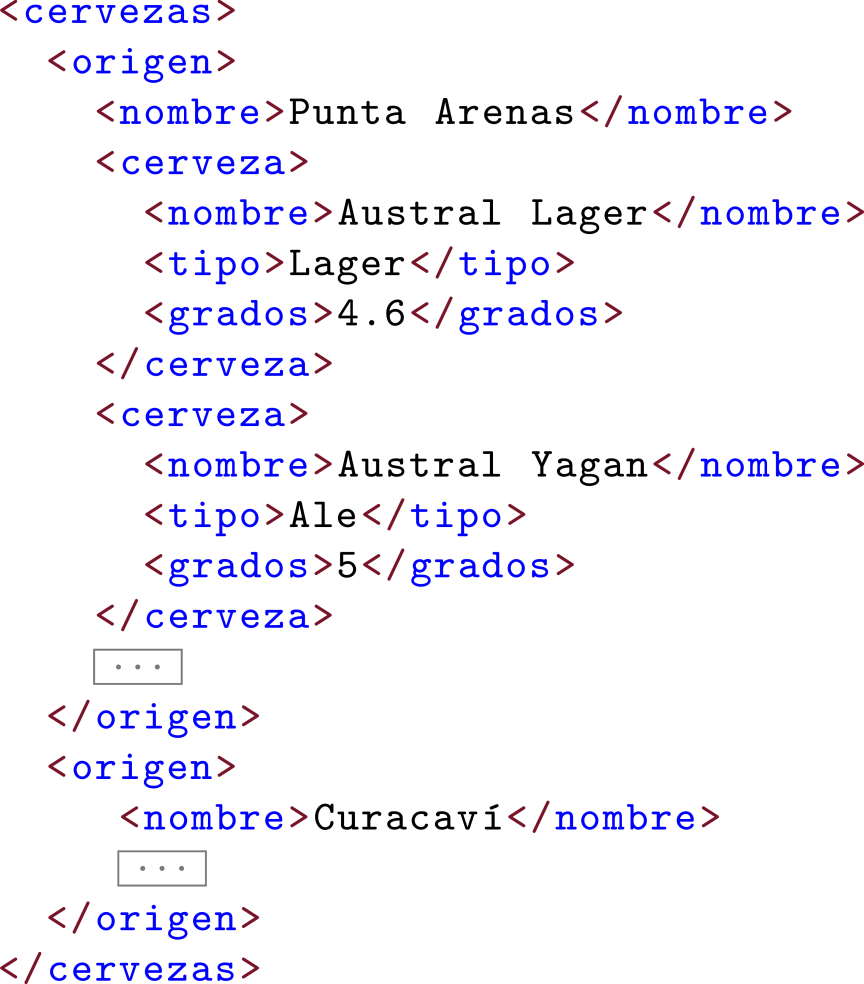 <cervezas>
<origen>
<nombre>Punta Arenas</nombre>
<cerveza>
<nombre>Austral Lager</nombre>
<tipo>Lager</tipo>
<grados>4.6</grados>
</cerveza>
<cerveza>
<nombre>Austral Yagan</nombre>
<tipo>Ale</tipo>
<grados>5</grados>
</cerveza>
...
</origen>
<origen>
<nombre>Curacaví</nombre>
...
</origen>
</cervezas>